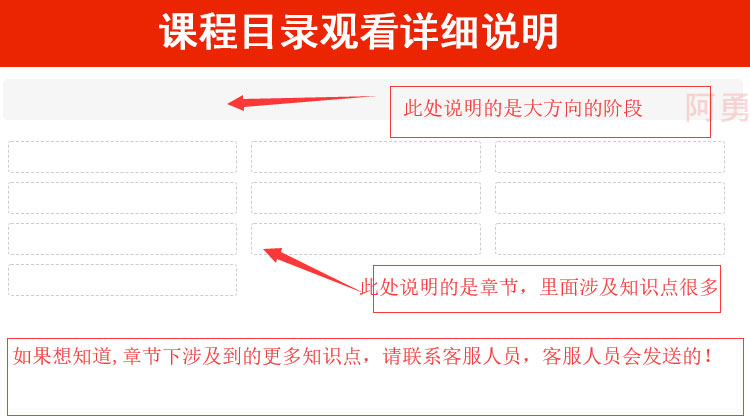 课程目录观看详细说明
此处说明的是大方向的阶段
阿勇
此处说明的是章节，里面涉及知识点很多
如果想知道,章节下涉及到的更多知识点，请联系客服人员，客服人员会发送的！